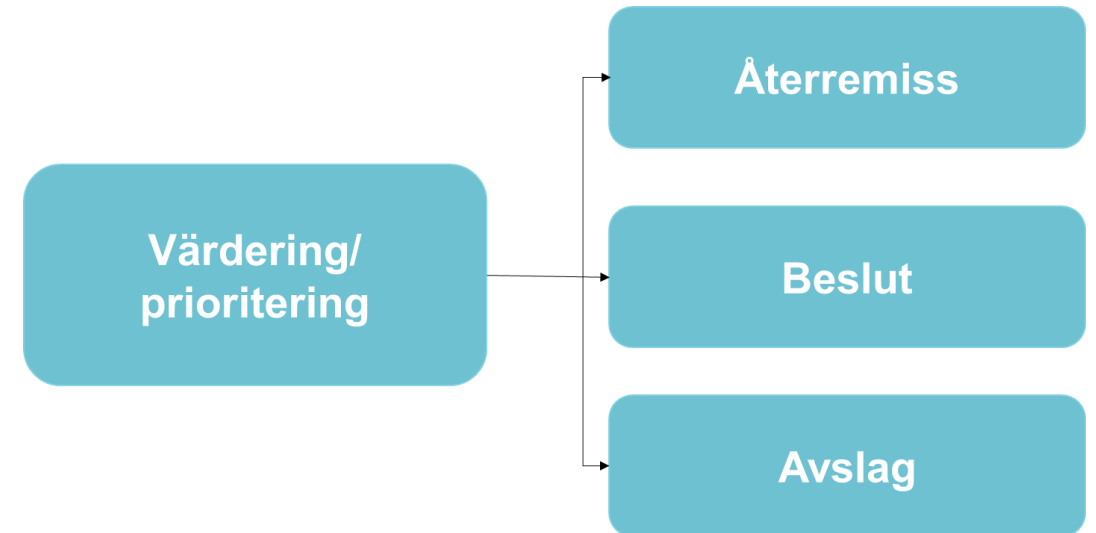 Återremiss
Värdering/
prioritering
Beslut
Avslag